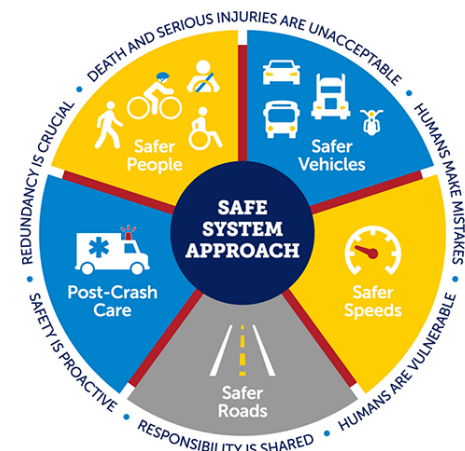 DEATH AND SERIOUS INJURIES ARE UNACCEPTABLE
HUMANS MAKE MISTAKES
HUMANS ARE VULNERABLE
RESPONSIBILITY IS SHARED
SAFETY IS PROACTIVE
REDUNDANCY IS CRUCIAL
Safer
People
Safer
Vehicles
SAFE
SYSTEM
APPROACH
Post-Crash
Care
Safer
Speeds
Safer
Roads